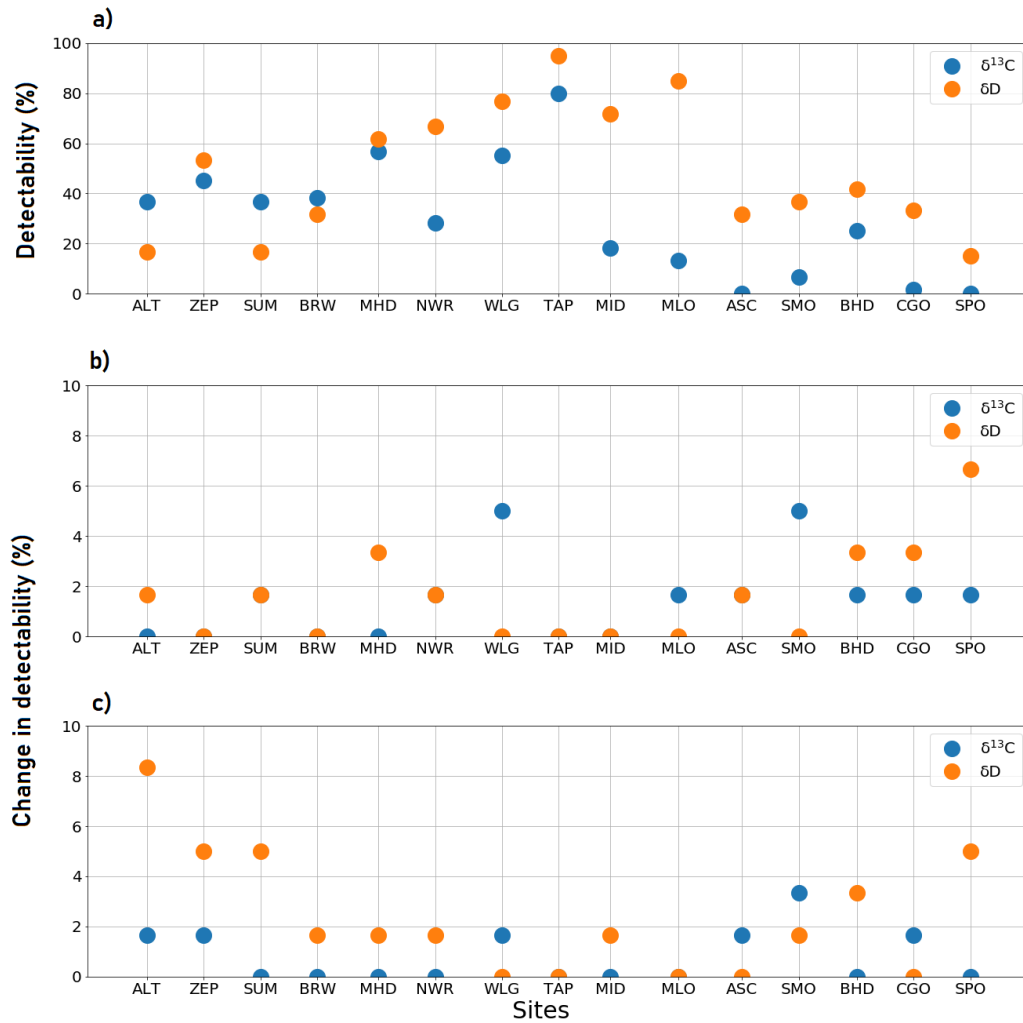 a)
Detectability (%)
100
80
60
40
20
0
δ¹³C
δD
ALT ZEP SUM BRW MHD NWR WLG TAP MID MLO ASC SMO BHD CGO SPO
b)
Change in detectability (%)
10
8
6
4
2
0
δ¹³C
δD
ALT ZEP SUM BRW MHD NWR WLG TAP MID MLO ASC SMO BHD CGO SPO
c)
10
8
6
4
2
0
δ¹³C
δD
ALT ZEP SUM BRW MHD NWR WLG TAP MID MLO ASC SMO BHD CGO SPO
Sites